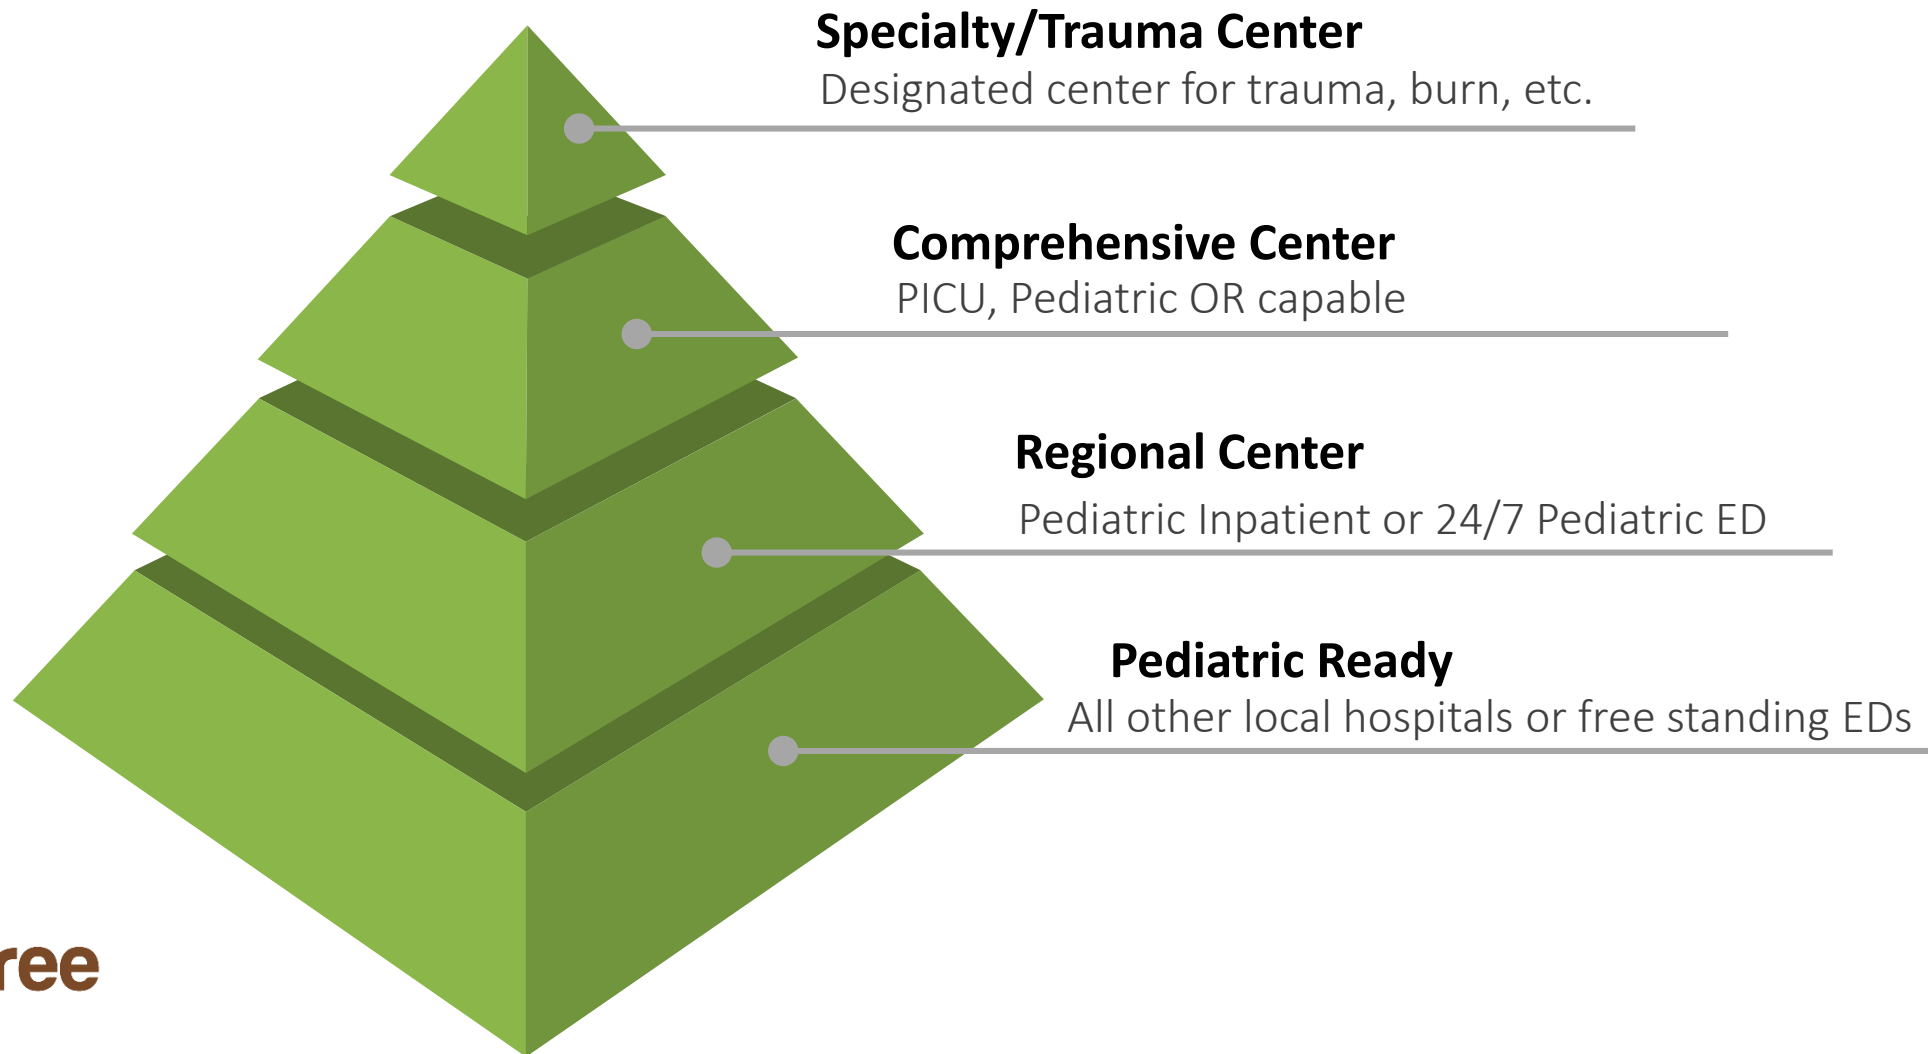 Specialty/Trauma Center
Designated center for trauma, burn, etc.
Comprehensive Center
PICU, Pediatric OR capable
Regional Center
Pediatric Inpatient or 24/7 Pediatric ED
Pediatric Ready
All other local hospitals or free standing EDs
ree